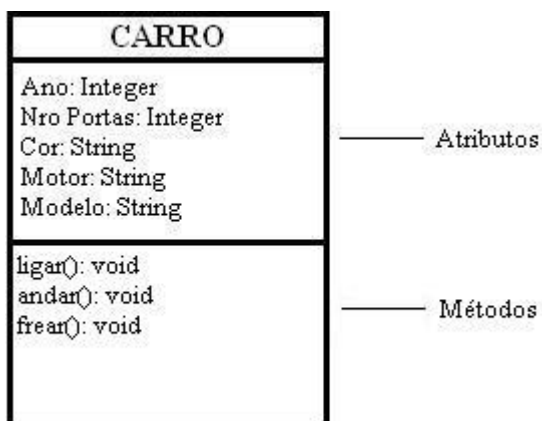 CARRO
Ano: Integer
Nro Portas: Integer
Cor: String
Motor: String
Modelo: String
Atributos
ligar(): void
andar(): void
frear(): void
Métodos